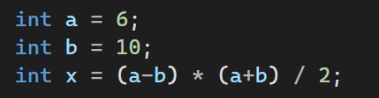 int a = 6;
int b = 10;
int x = (a-b) * (a+b) / 2;